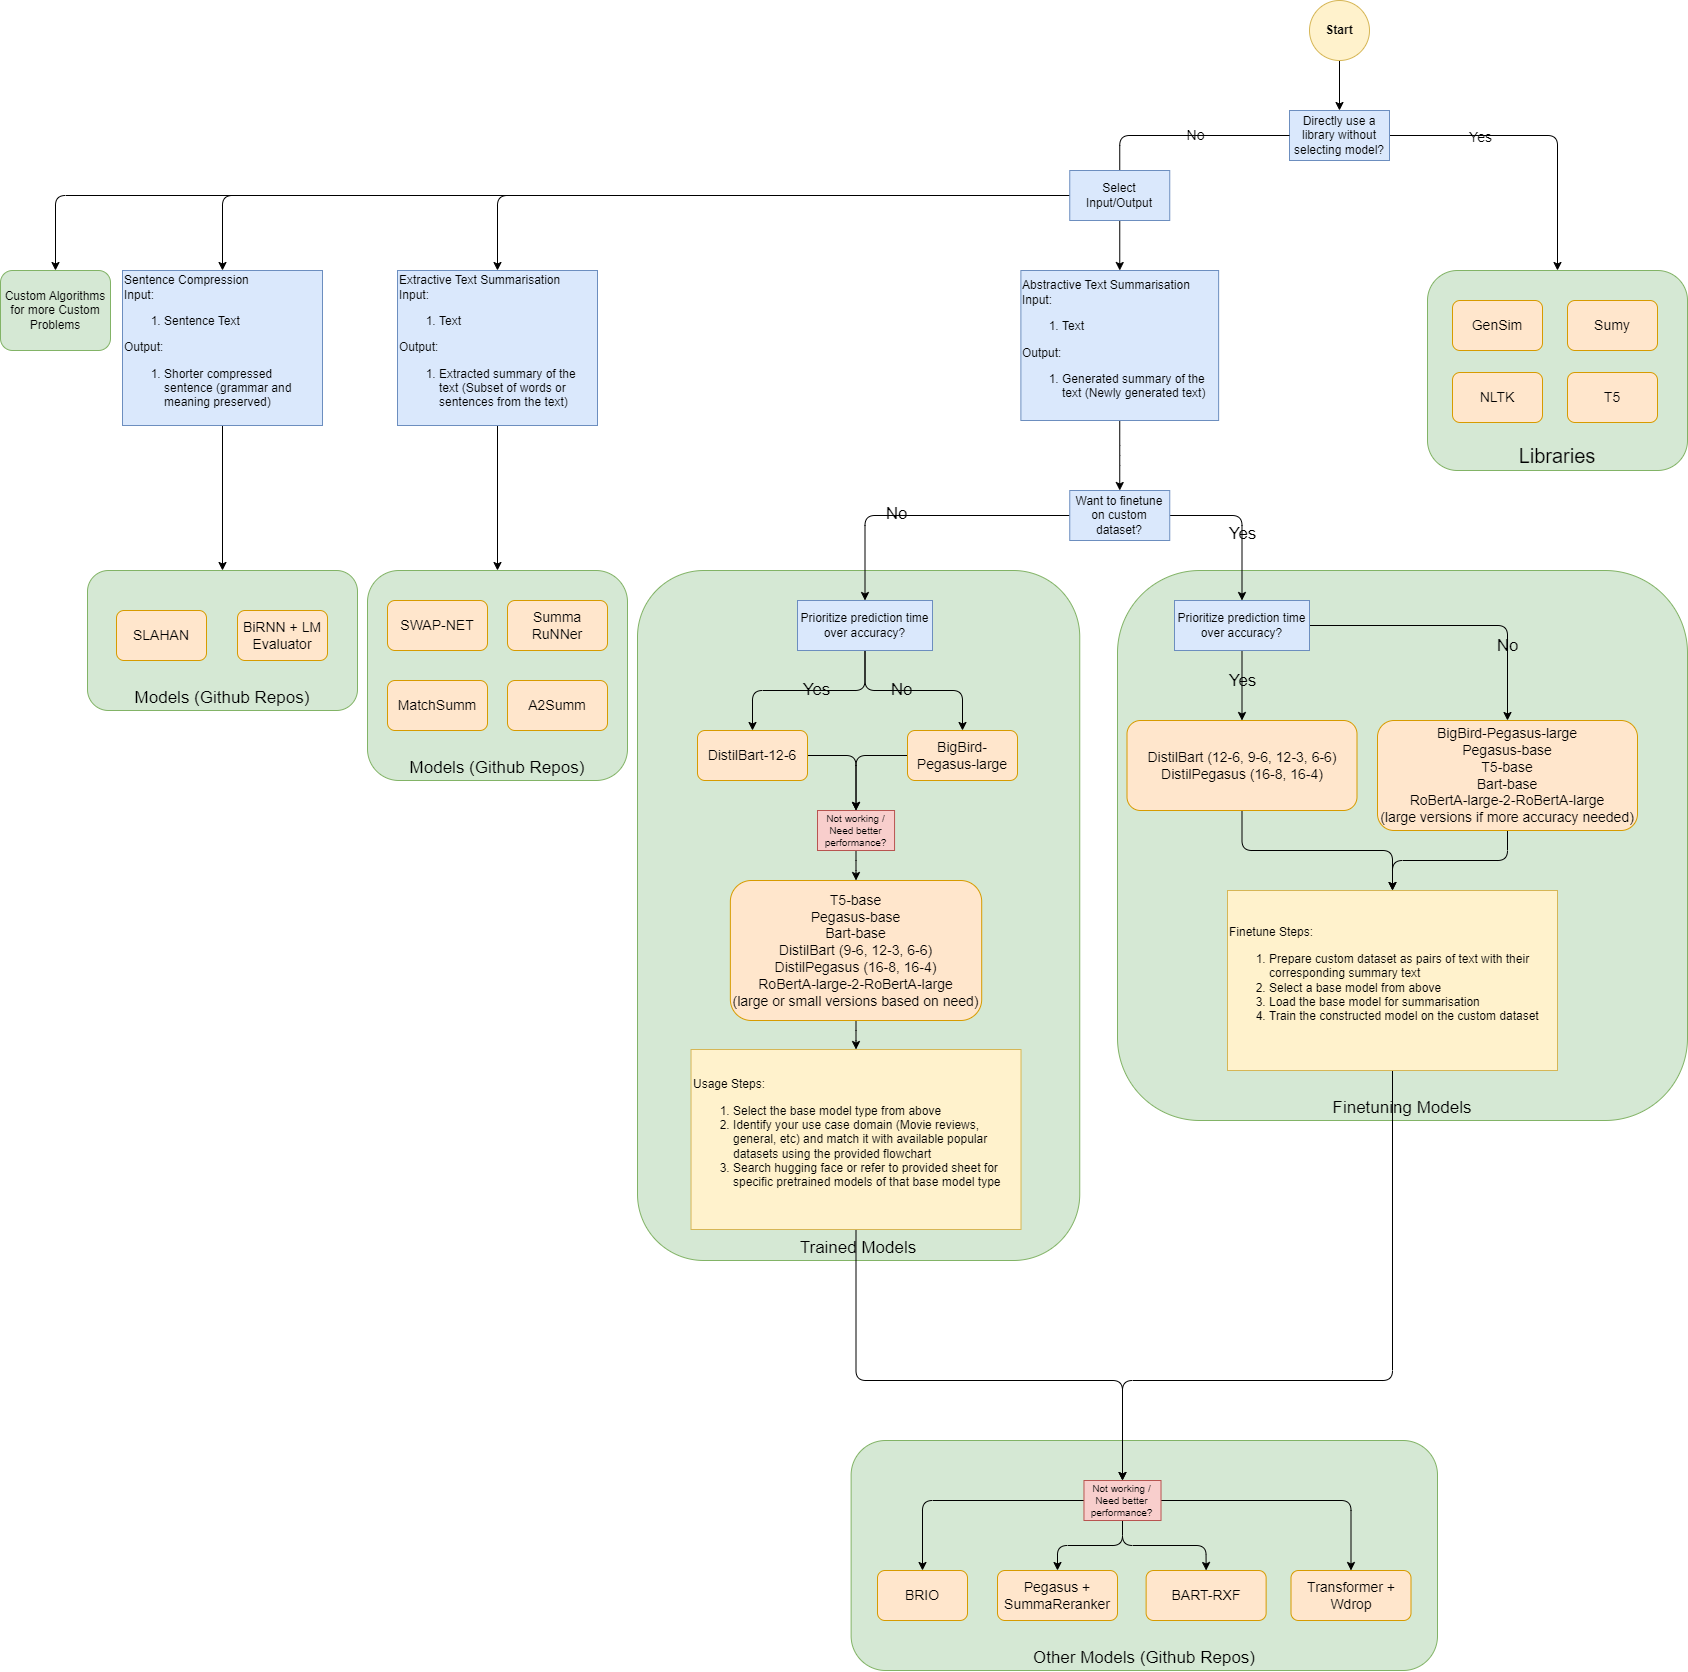 Start
Directly use a
library without
selecting model?
No
Yes
Select
Input/Output
Custom Algorithms
for more Custom
Problems
Sentence Compression
Input:
1. Sentence Text
Output:
1. Shorter compressed
sentence (grammar and
meaning preserved)
Extractive Text Summarisation
Input:
1. Text
Output:
1. Extracted summary of the
text (Subset of words or
sentences from the text)
Abstractive Text Summarisation
Input:
1. Text
Output:
1. Generated summary of the
text (Newly generated text)
GenSim
Sumy
NLTK
T5
Libraries
Want to finetune
on custom
dataset?
No
Yes
SLAHAN
BiRNN + LM
Evaluator
Models (Github Repos)
SWAP-NET
Summa
RuNNer
MatchSumm
A2Summ
Models (Github Repos)
Prioritize prediction time
over accuracy?
Yes
No
DistilBart-12-6
BigBird-
Pegasus-large
Not working /
Need better
performance?
T5-base
Pegasus-base
Bart-base
DistilBart (9-6, 12-3, 6-6)
DistilPegasus (16-8, 16-4)
RoBertA-large-2-RoBertA-large
(large or small versions based on need)
Usage Steps:
1. Select the base model type from above
2. Identify your use case domain (Movie reviews,
general, etc) and match it with available popular
datasets using the provided flowchart
3. Search hugging face or refer to provided sheet for
specific pretrained models of that base model type
Trained Models
Prioritize prediction time
over accuracy?
No
Yes
DistilBart (12-6, 9-6, 12-3, 6-6)
DistilPegasus (16-8, 16-4)
BigBird-Pegasus-large
Pegasus-base
T5-base
Bart-base
RoBertA-large-2-RoBertA-large
(large versions if more accuracy needed)
Finetune Steps:
1. Prepare custom dataset as pairs of text with their
corresponding summary text
2. Select a base model from above
3. Load the base model for summarisation
4. Train the constructed model on the custom dataset
Finetuning Models
Not working /
Need better
performance?
BRIO
Pegasus +
SummaReranker
BART-RXF
Transformer +
Wdrop
Other Models (Github Repos)